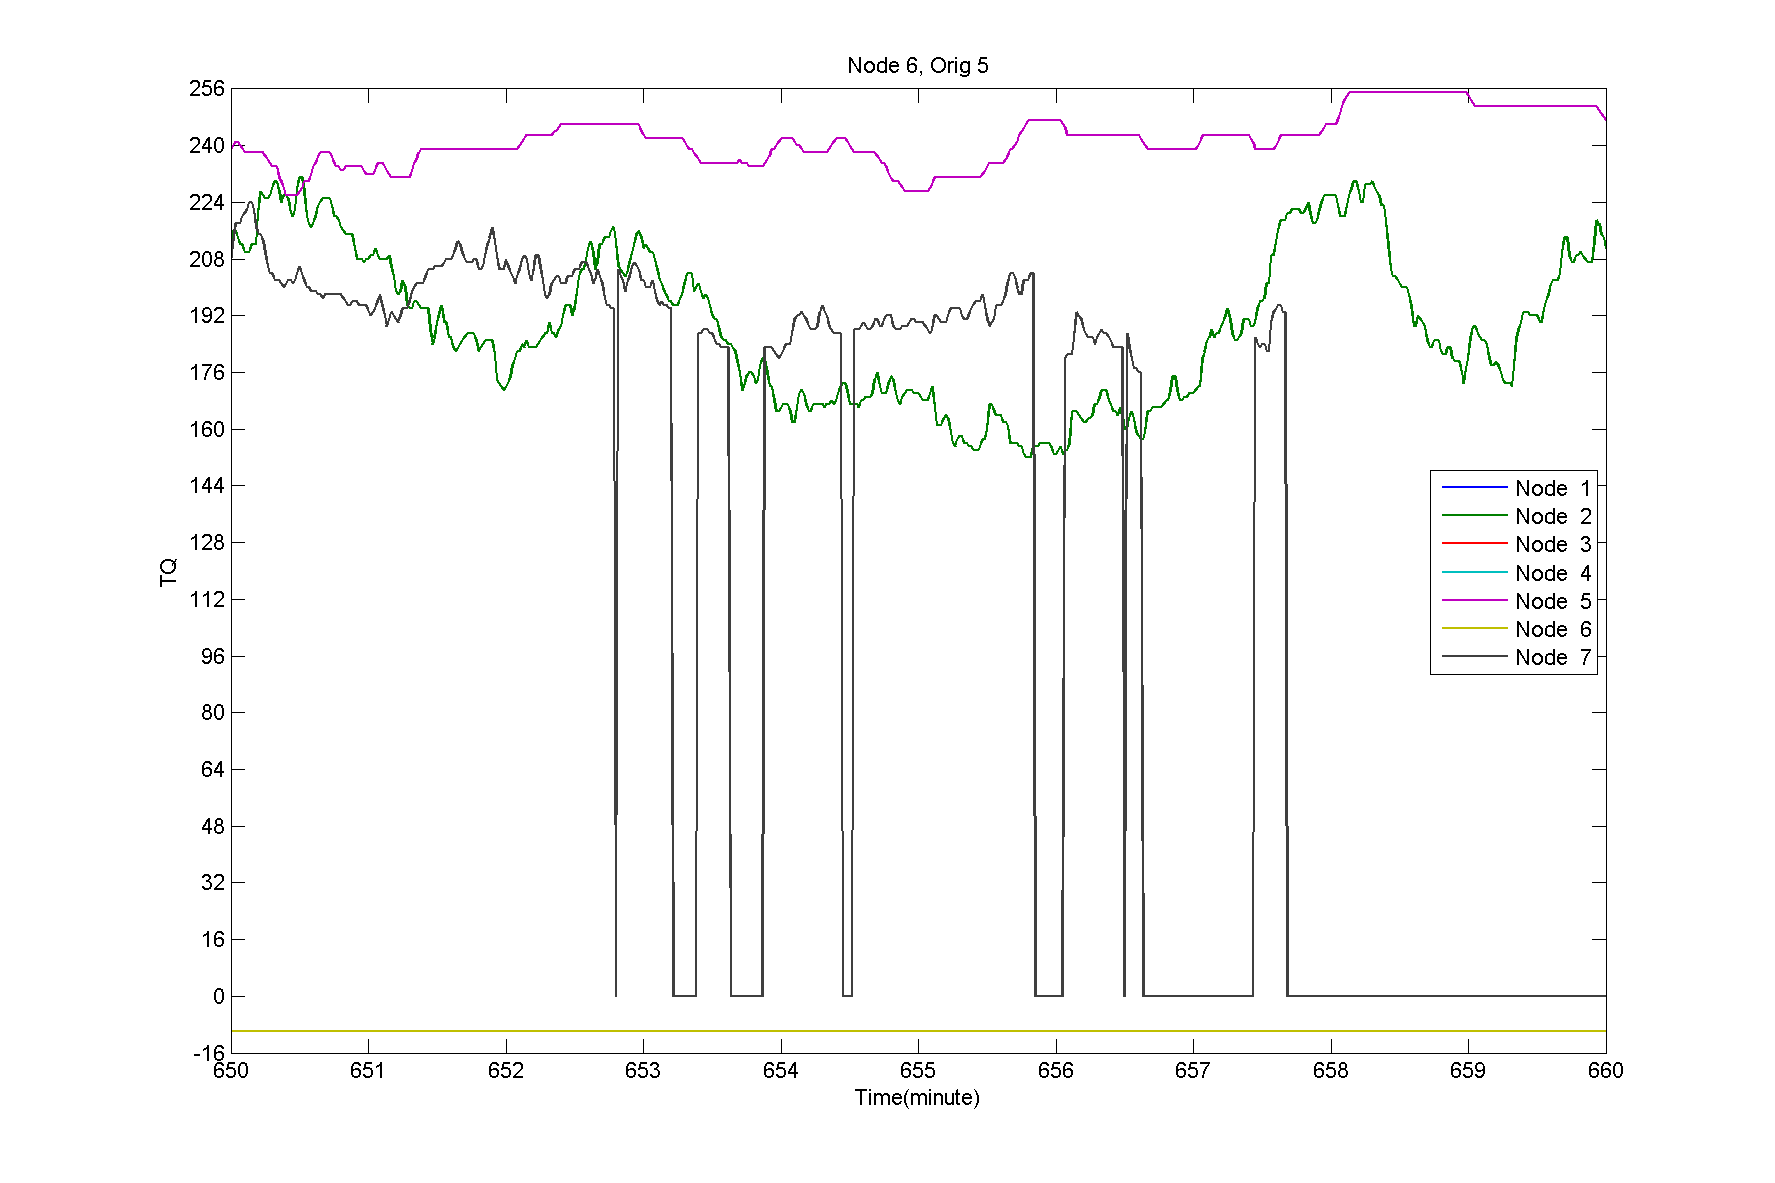 Node 6, Orig 5
256
240
224
208
192
176
160
144
128
112
96
80
64
48
32
16
0
-16
TQ
Node 1
Node 2
Node 3
Node 4
Node 5
Node 6
Node 7
650 651 652 653 654 655 656 657 658 659 660
Time(minute)